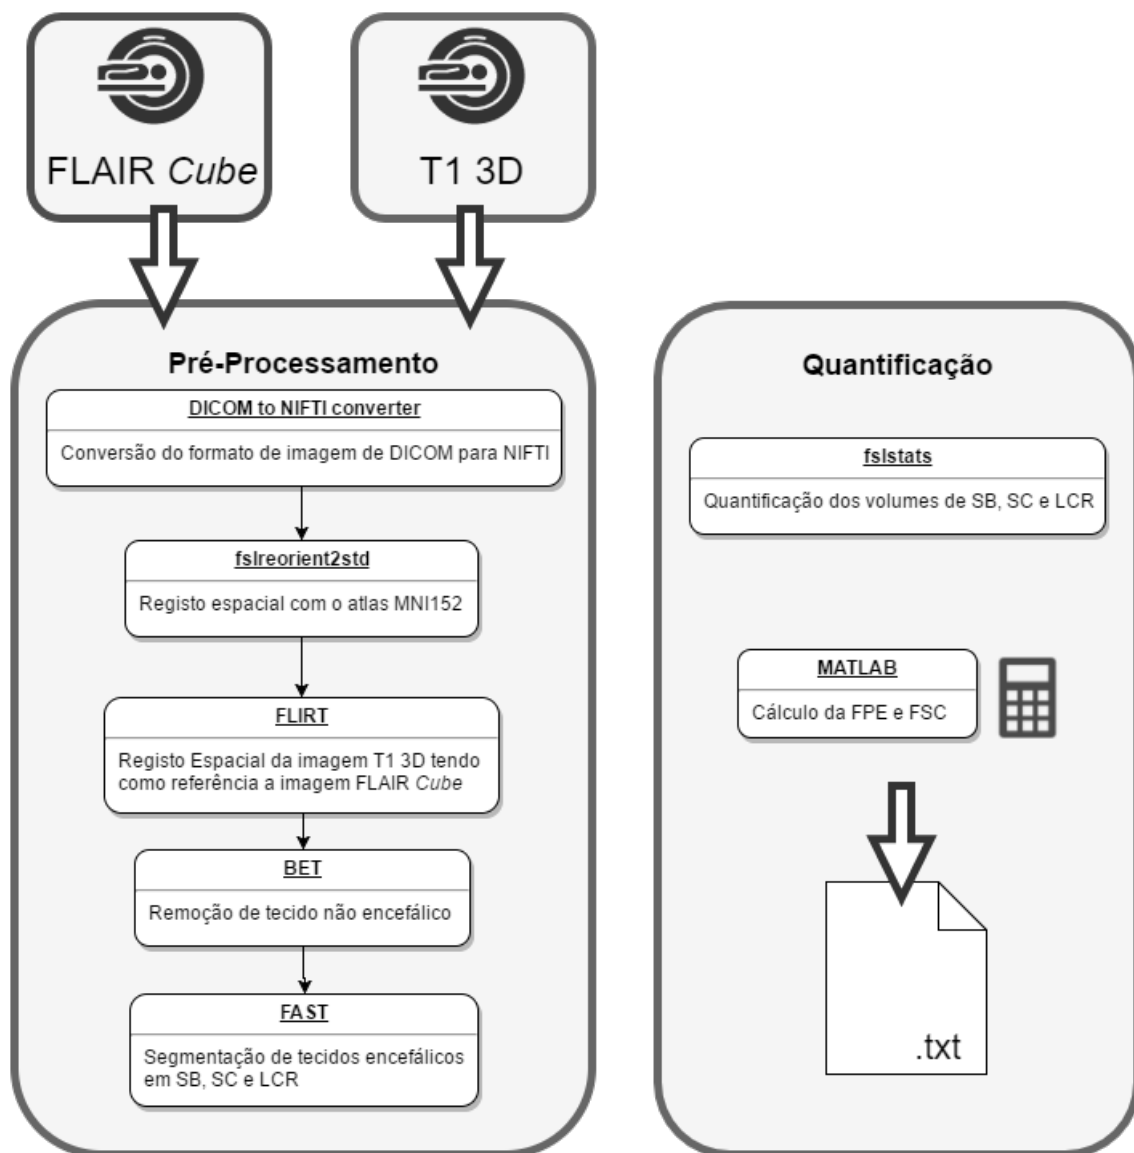 FLAIR Cube
T1 3D
Pré-Processamento
DICOM to NIFTI converter
Conversão do formato de imagem de DICOM para NIFTI
fslreorient2std
Registo espacial com o atlas MNI152
FLIRT
Registo Espacial da imagem T1 3D tendo
como referência a imagem FLAIR Cube
BET
Remoção de tecido não encefálico
FAST
Segmentação de tecidos encefálicos
em SB, SC e LCR
Quantificação
fslstats
Quantificação dos volumes de SB, SC e LCR
MATLAB
Cálculo da FPE e FSC
.txt